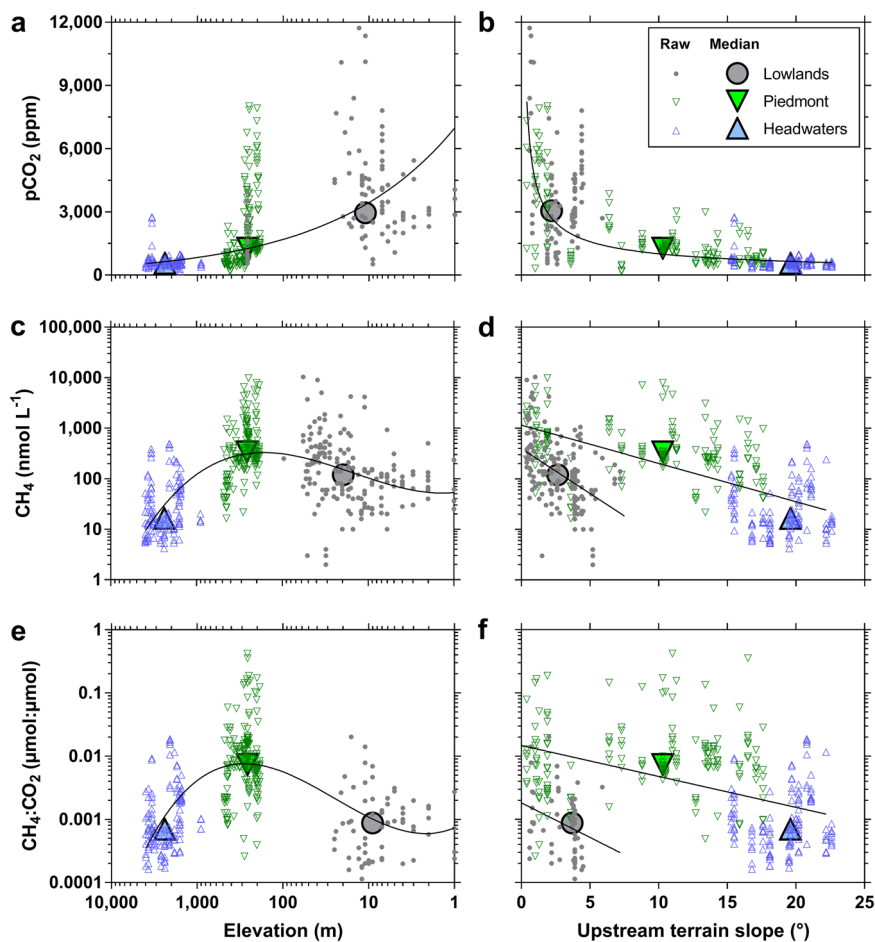 a
12,000
9,000
6,000
3,000
0
pCO2 (ppm)
b
Raw Median
Lowlands
Piedmont
Headwaters
c
100,000
10,000
1,000
100
10
1
CH4 (nmol L-1)
d
e
1
0.1
0.01
0.001
0.0001
CH4:CO2 (µmol:µmol)
10,000 1,000 100 10 1
Elevation (m)
f
0 5 10 15 20 25
Upstream terrain slope (°)